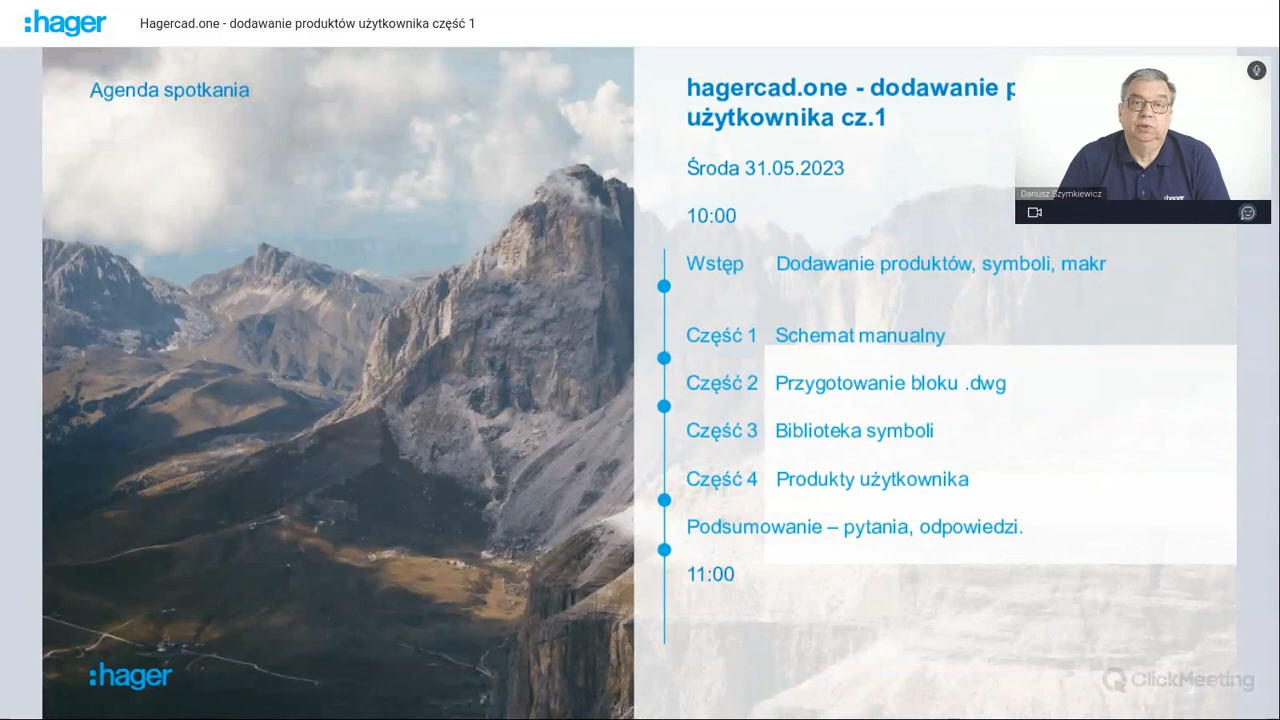 :hager
Hagercad.one - dodawanie produktów użytkownika część 1
Agenda spotkania
hagercad.one - dodawanie
użytkownika cz.1
Środa 31.05.2023
10:00
Wstęp Dodawanie produktów, symboli, makr
Część 1 Schemat manualny
Część 2 Przygotowanie bloku .dwg
Część 3 Biblioteka symboli
Część 4 Produkty użytkownika
Podsumowanie – pytania, odpowiedzi.
11:00
Dariusz Szymkiewicz
:hager
:hager
ClickMeeting